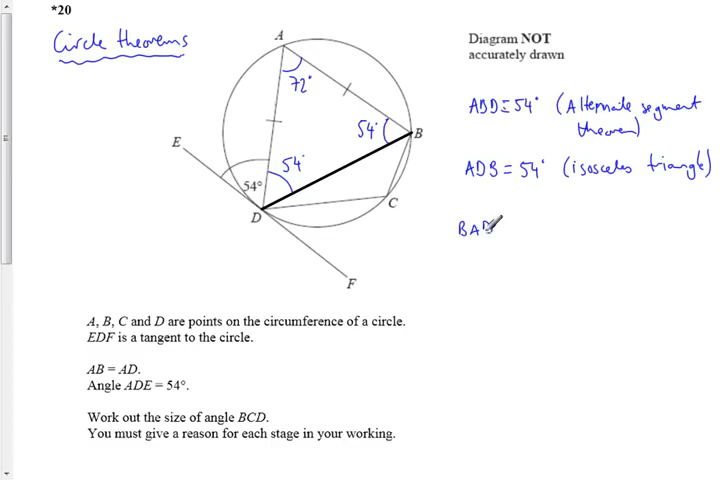 *20
Circle theorems
Diagram NOT
accurately drawn
A
72°
54°
B
ABD = 54° (Alternate segment
theorem)
E
54°
54°
ADB = 54° (isosceles triangle)
D
C
BAD
F
A, B, C and D are points on the circumference of a circle.
EDF is a tangent to the circle.
AB = AD.
Angle ADE = 54°.
Work out the size of angle BCD.
You must give a reason for each stage in your working.